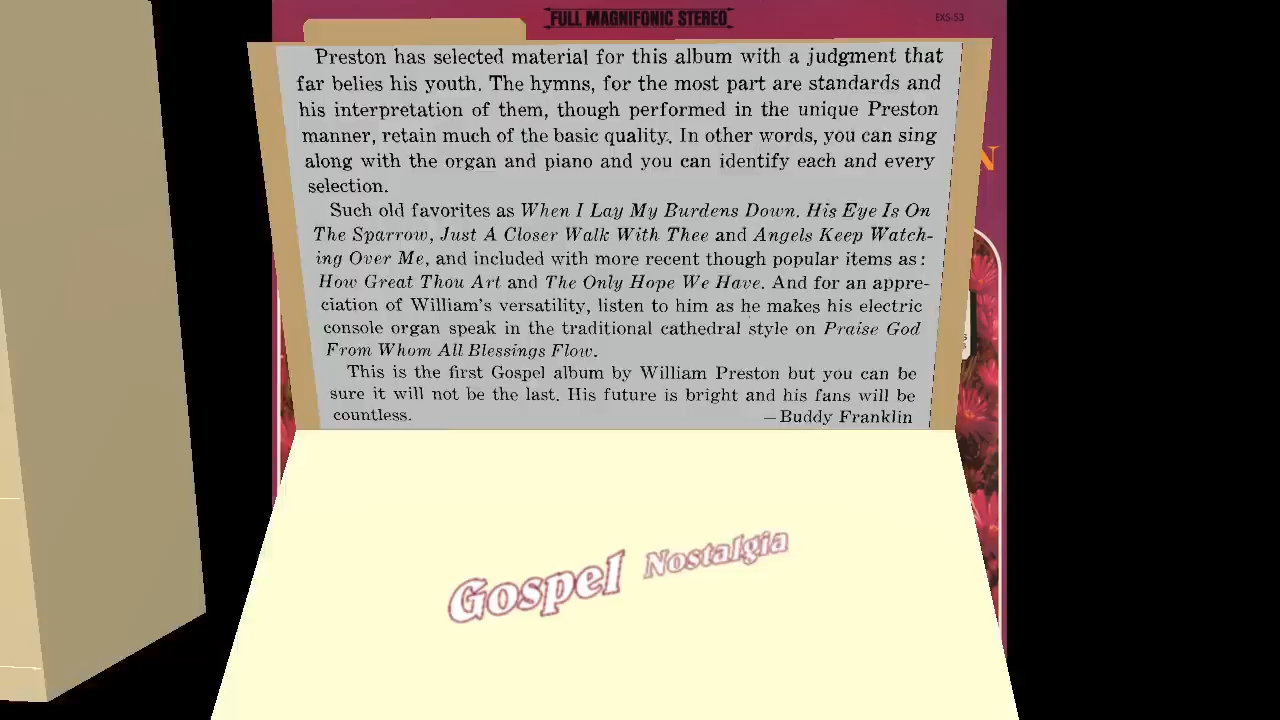 FULL MAGNIFONIC STEREO
EXS-53
Preston has selected material for this album with a judgment that
far belies his youth. The hymns, for the most part are standards and
his interpretation of them, though performed in the unique Preston
manner, retain much of the basic quality. In other words, you can sing
along with the organ and piano and you can identify each and every
selection.
Such old favorites as When I Lay My Burdens Down. His Eye Is On
The Sparrow, Just A Closer Walk With Thee and Angels Keep Watch-
ing Over Me, and included with more recent though popular items as:
How Great Thou Art and The Only Hope We Have. And for an appre-
ciation of William's versatility, listen to him as he makes his electric
console organ speak in the traditional cathedral style on Praise God
From Whom All Blessings Flow.
This is the first Gospel album by William Preston but you can be
sure it will not be the last. His future is bright and his fans will be
countless. —Buddy Franklin
N
Gospel Nostalgia